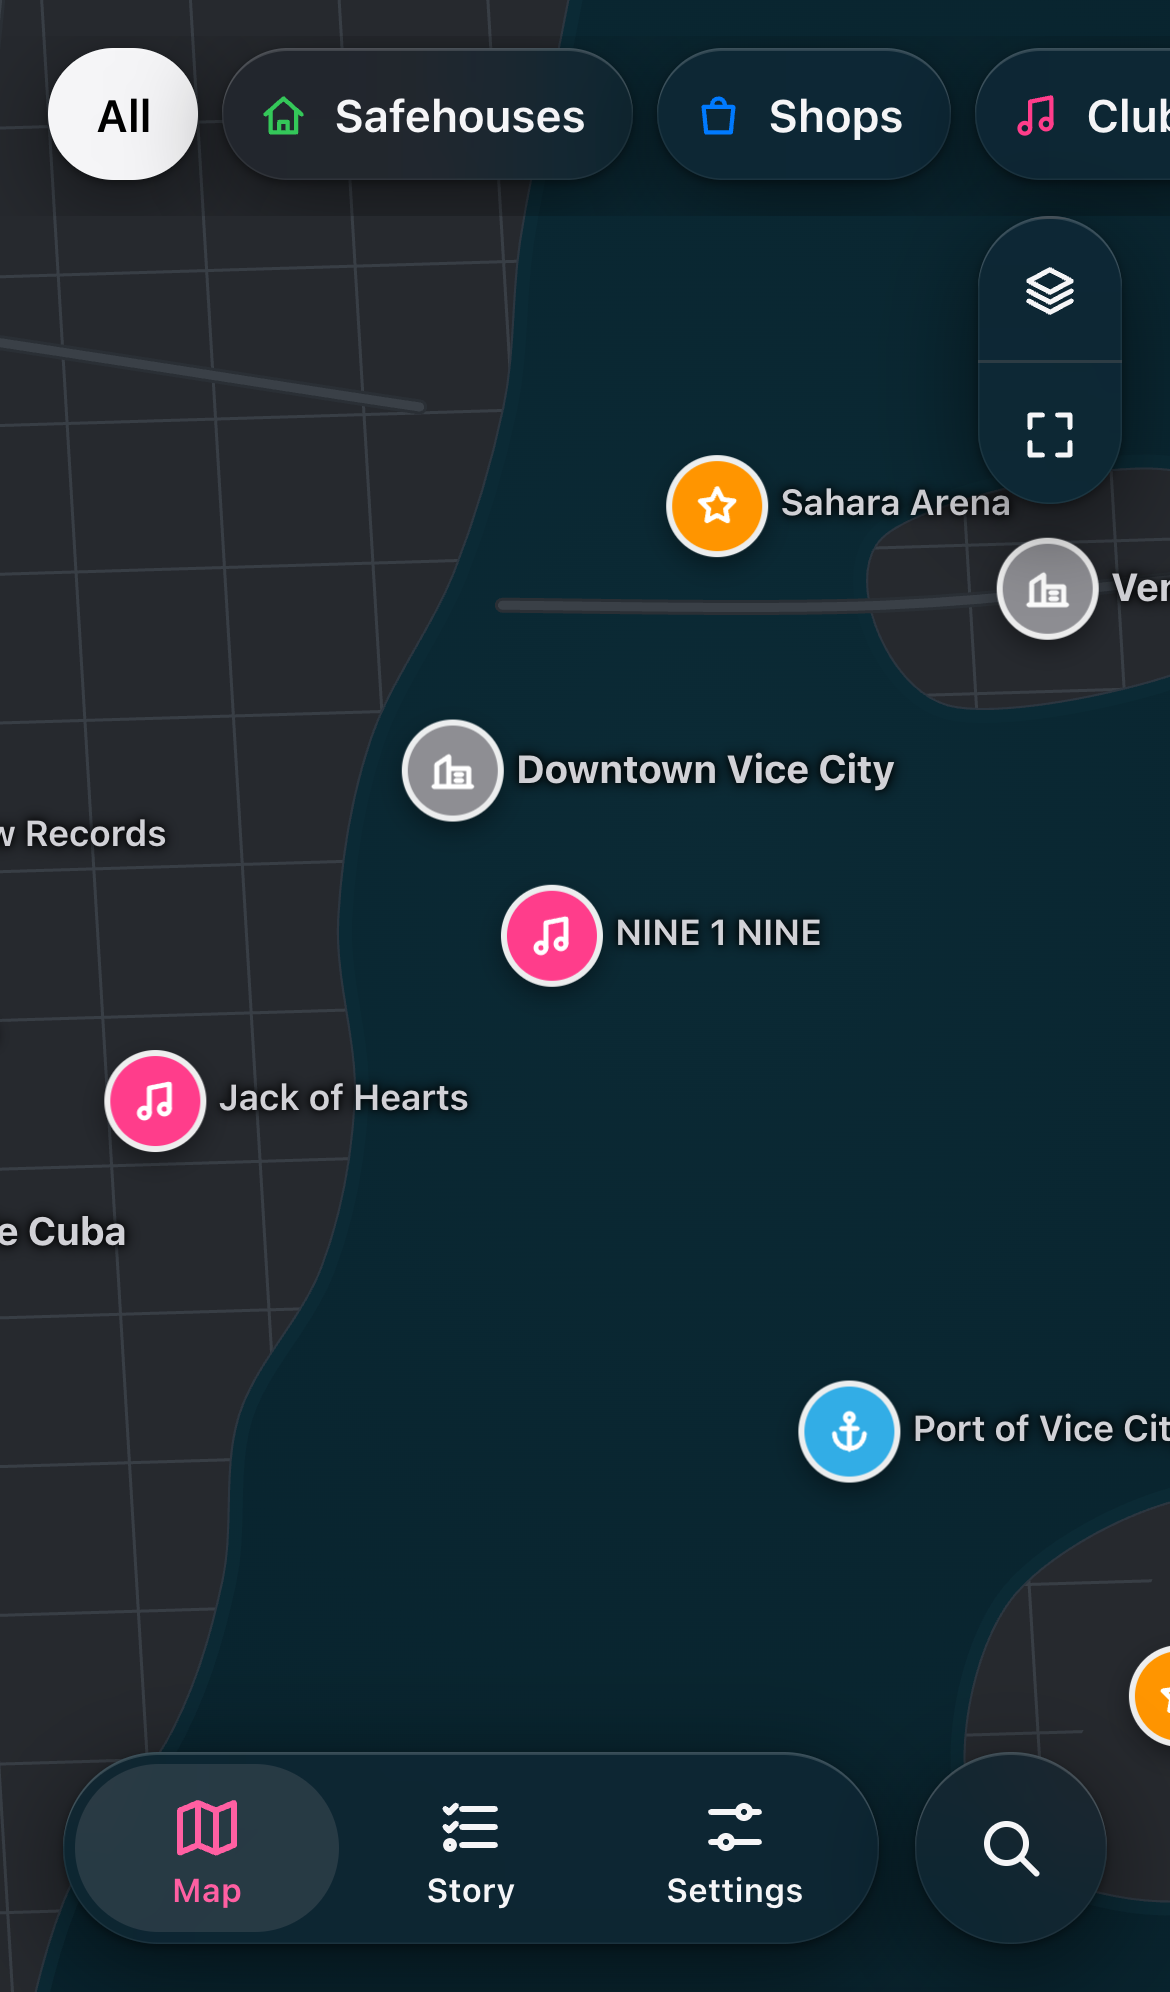 All
Safehouses
Shops
Club
Sahara Arena
Ver
Downtown Vice City
w Records
NINE 1 NINE
Jack of Hearts
e Cuba
Port of Vice Cit
Map
Story
Settings